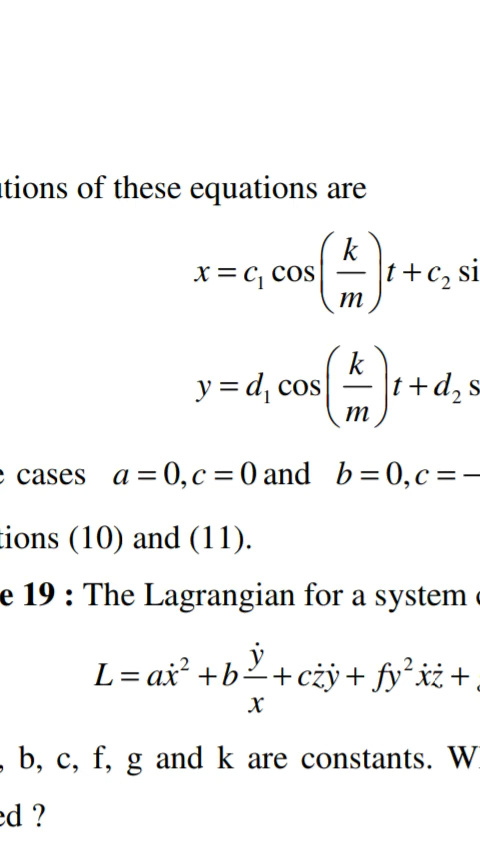 tions of these equations are
x = c₁ cos(k/m)t + c₂ si
y = d₁ cos(k/m)t + d₂ s
cases a = 0, c = 0 and b = 0, c = −
tions (10) and (11).
e 19 : The Lagrangian for a system
L = aẋ² + b ẏ/x + cżẏ + fy²ẋż +
, b, c, f, g and k are constants. W
ed ?